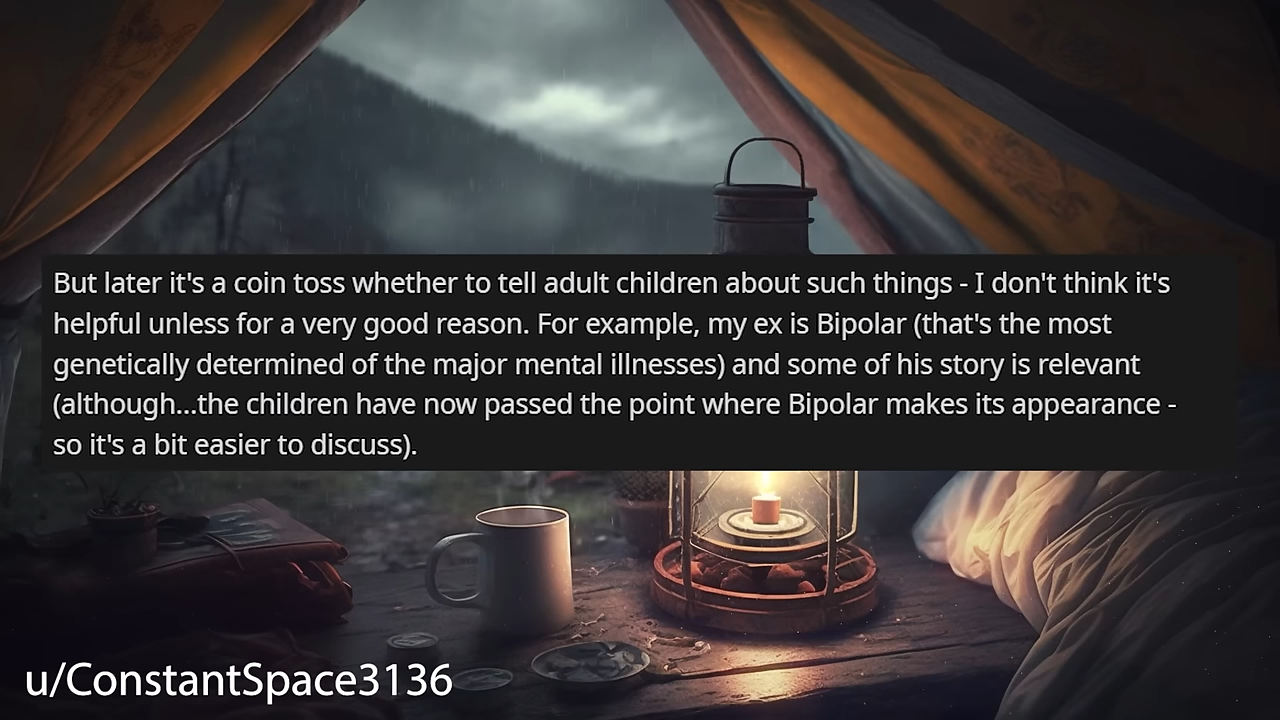 But later it's a coin toss whether to tell adult children about such things - I don't think it's
helpful unless for a very good reason. For example, my ex is Bipolar (that's the most
genetically determined of the major mental illnesses) and some of his story is relevant
(although...the children have now passed the point where Bipolar makes its appearance -
so it's a bit easier to discuss).
u/ConstantSpace3136